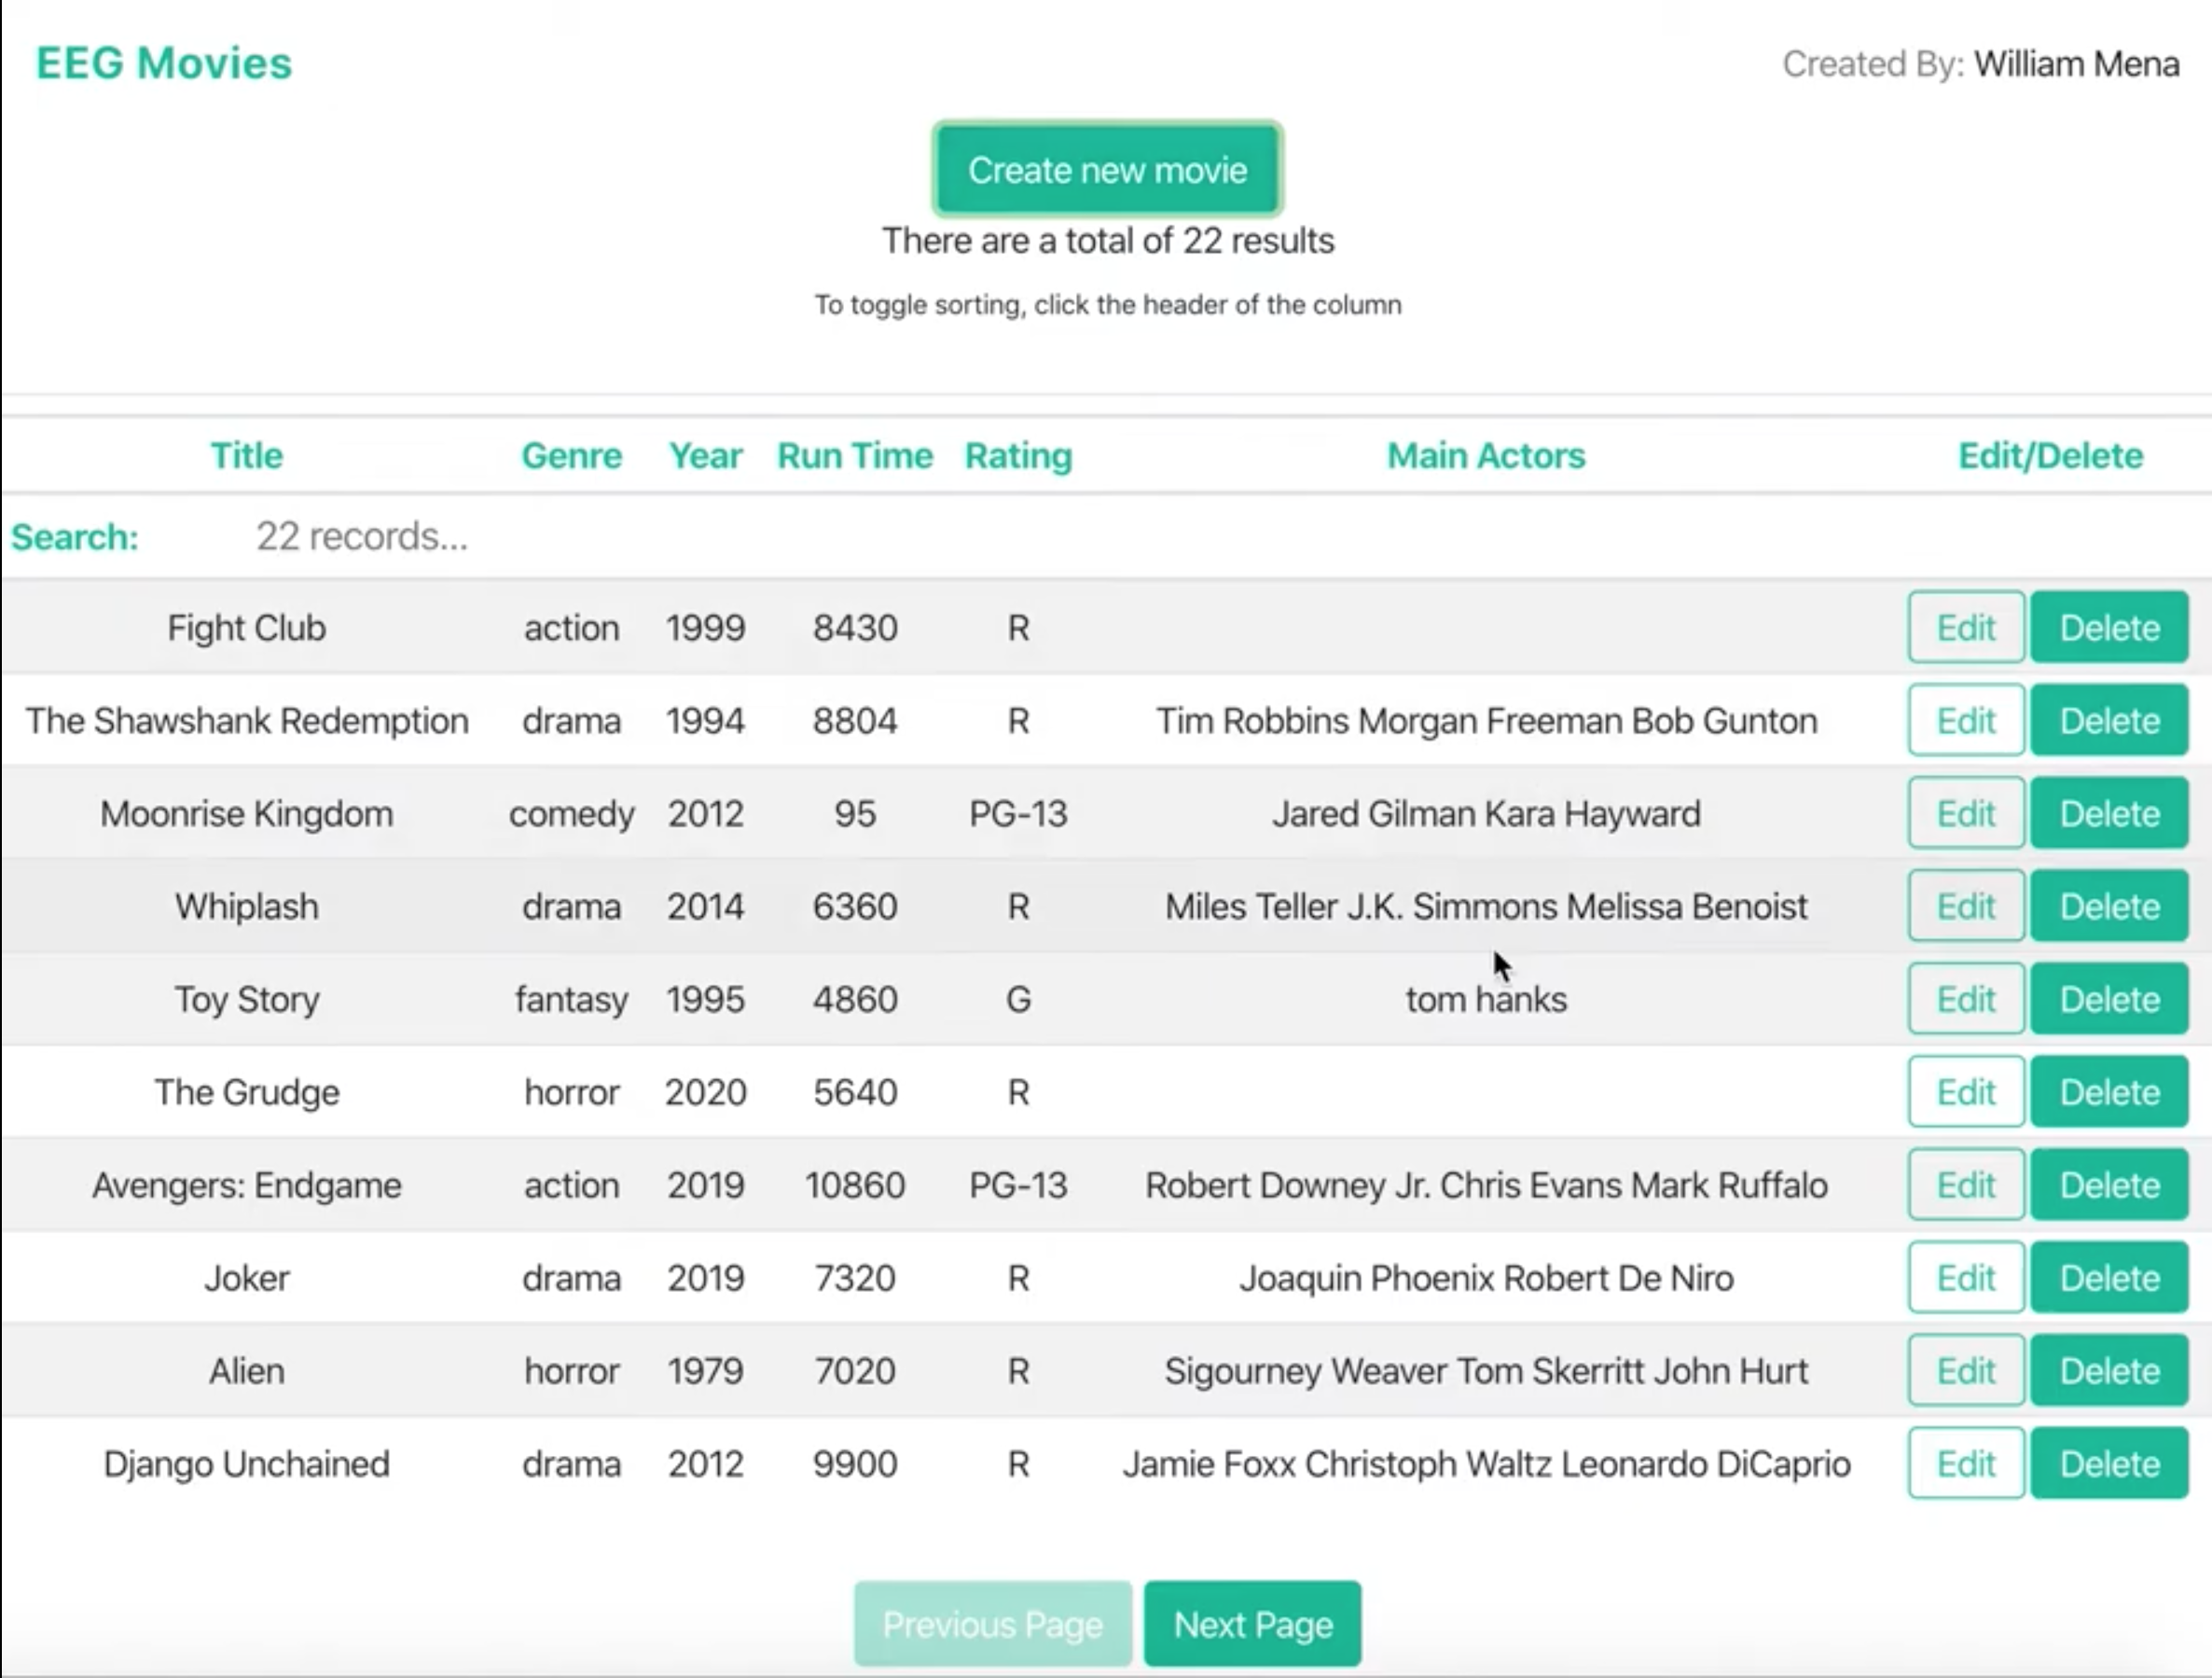 EEG Movies Created By: William Mena
Create new movie
There are a total of 22 results
To toggle sorting, click the header of the column
Title Genre Year Run Time Rating Main Actors Edit/Delete
Search: 22 records...
Fight Club action 1999 8430 R Edit Delete
The Shawshank Redemption drama 1994 8804 R Tim Robbins Morgan Freeman Bob Gunton Edit Delete
Moonrise Kingdom comedy 2012 95 PG-13 Jared Gilman Kara Hayward Edit Delete
Whiplash drama 2014 6360 R Miles Teller J.K. Simmons Melissa Benoist Edit Delete
Toy Story fantasy 1995 4860 G tom hanks Edit Delete
The Grudge horror 2020 5640 R Edit Delete
Avengers: Endgame action 2019 10860 PG-13 Robert Downey Jr. Chris Evans Mark Ruffalo Edit Delete
Joker drama 2019 7320 R Joaquin Phoenix Robert De Niro Edit Delete
Alien horror 1979 7020 R Sigourney Weaver Tom Skerritt John Hurt Edit Delete
Django Unchained drama 2012 9900 R Jamie Foxx Christoph Waltz Leonardo DiCaprio Edit Delete
Previous Page Next Page